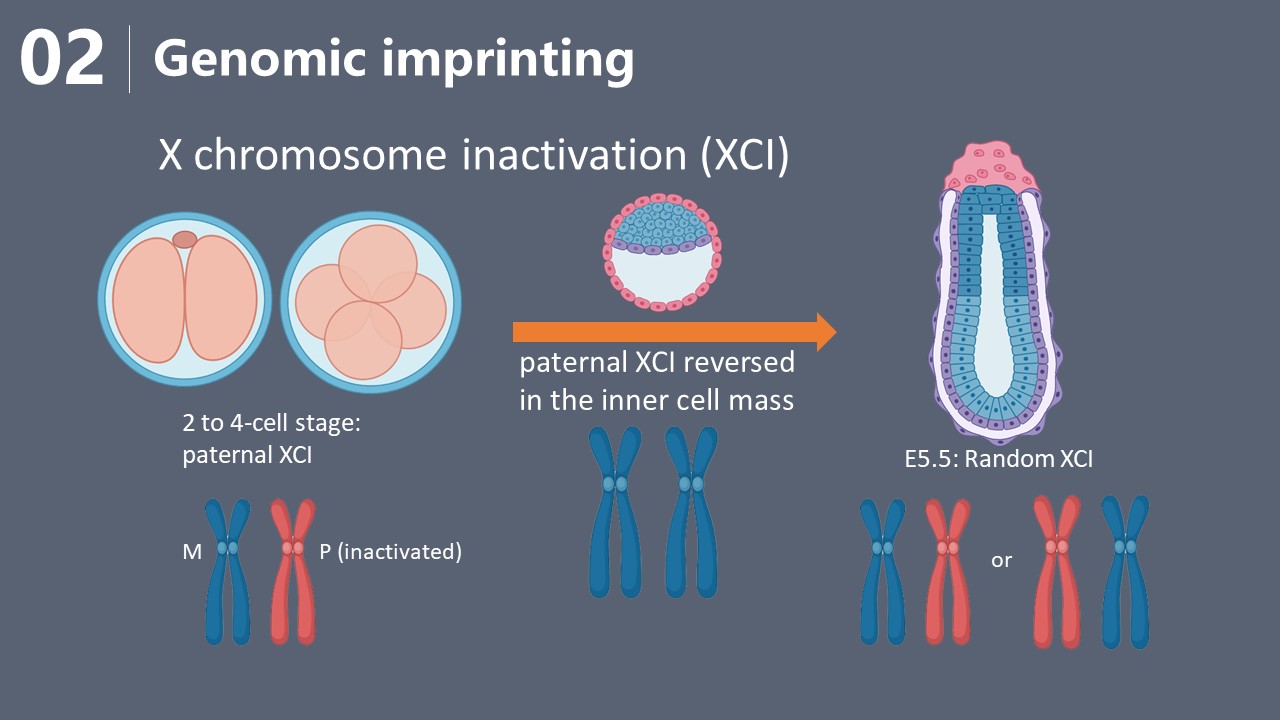 02
Genomic imprinting
X chromosome inactivation (XCI)
paternal XCI reversed
in the inner cell mass
2 to 4-cell stage:
paternal XCI
E5.5: Random XCI
M
P (inactivated)
or